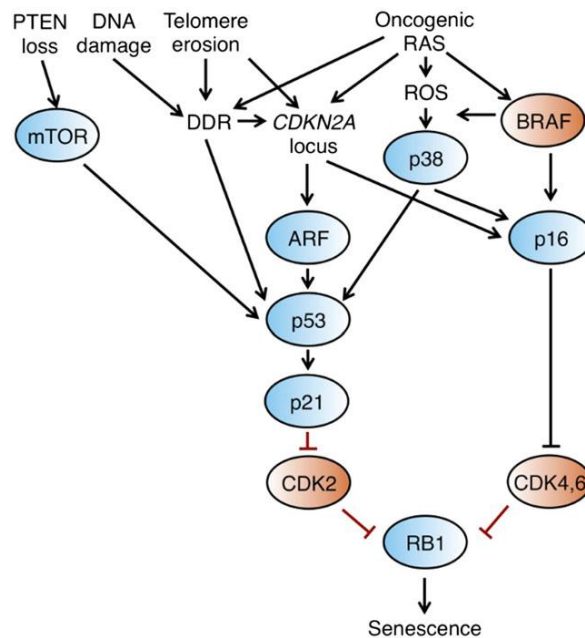 PTEN
loss
DNA
damage
Telomere
erosion
Oncogenic
RAS
ROS
mTOR
DDR
CDKN2A
locus
BRAF
p38
ARF
p16
p53
p21
CDK2
CDK4,6
RB1
Senescence